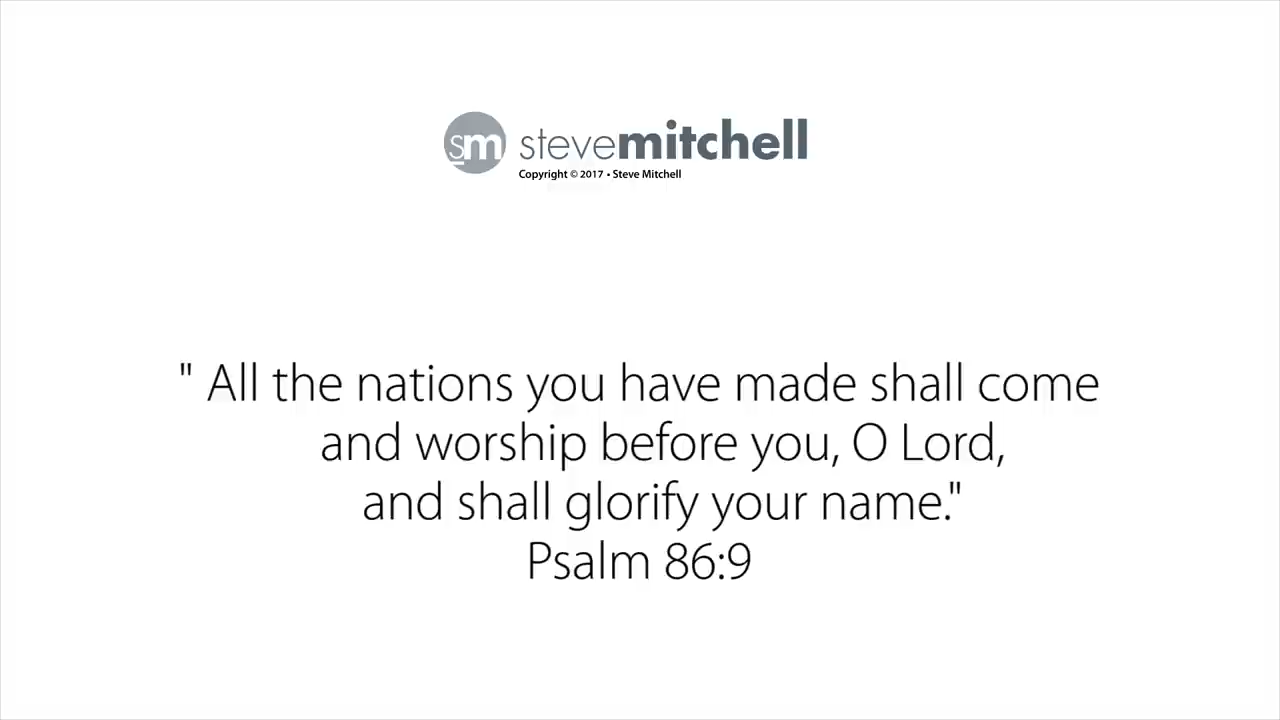 sm stevemitchell
Copyright © 2017 • Steve Mitchell
" All the nations you have made shall come
and worship before you, O Lord,
and shall glorify your name."
Psalm 86:9